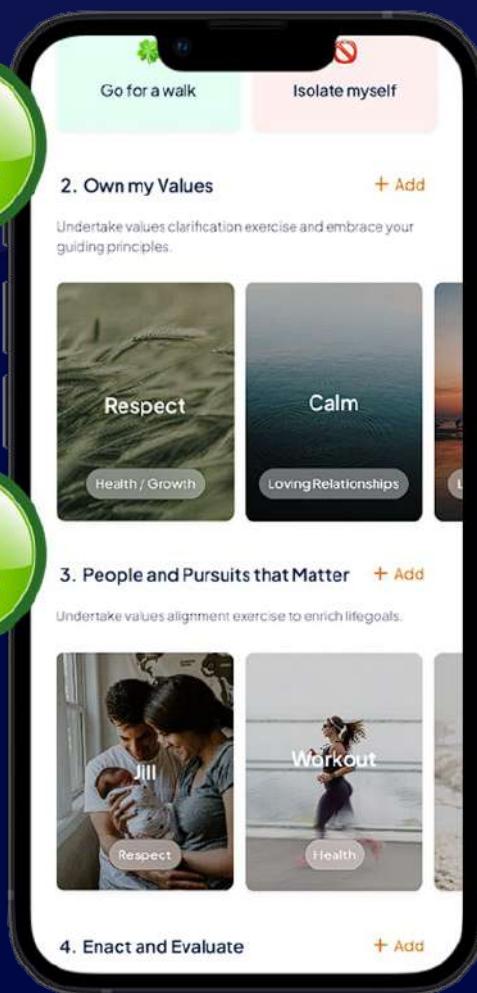 Go for a walk
Isolate myself
2. Own my Values
+ Add
Undertake values clarification exercise and embrace your
guiding principles.
Respect
Calm
Health / Growth
Loving Relationships
L
3. People and Pursuits that Matter
+ Add
Undertake values alignment exercise to enrich lifegoals.
Jill
Workout
Respect
Health
4. Enact and Evaluate
+ Add